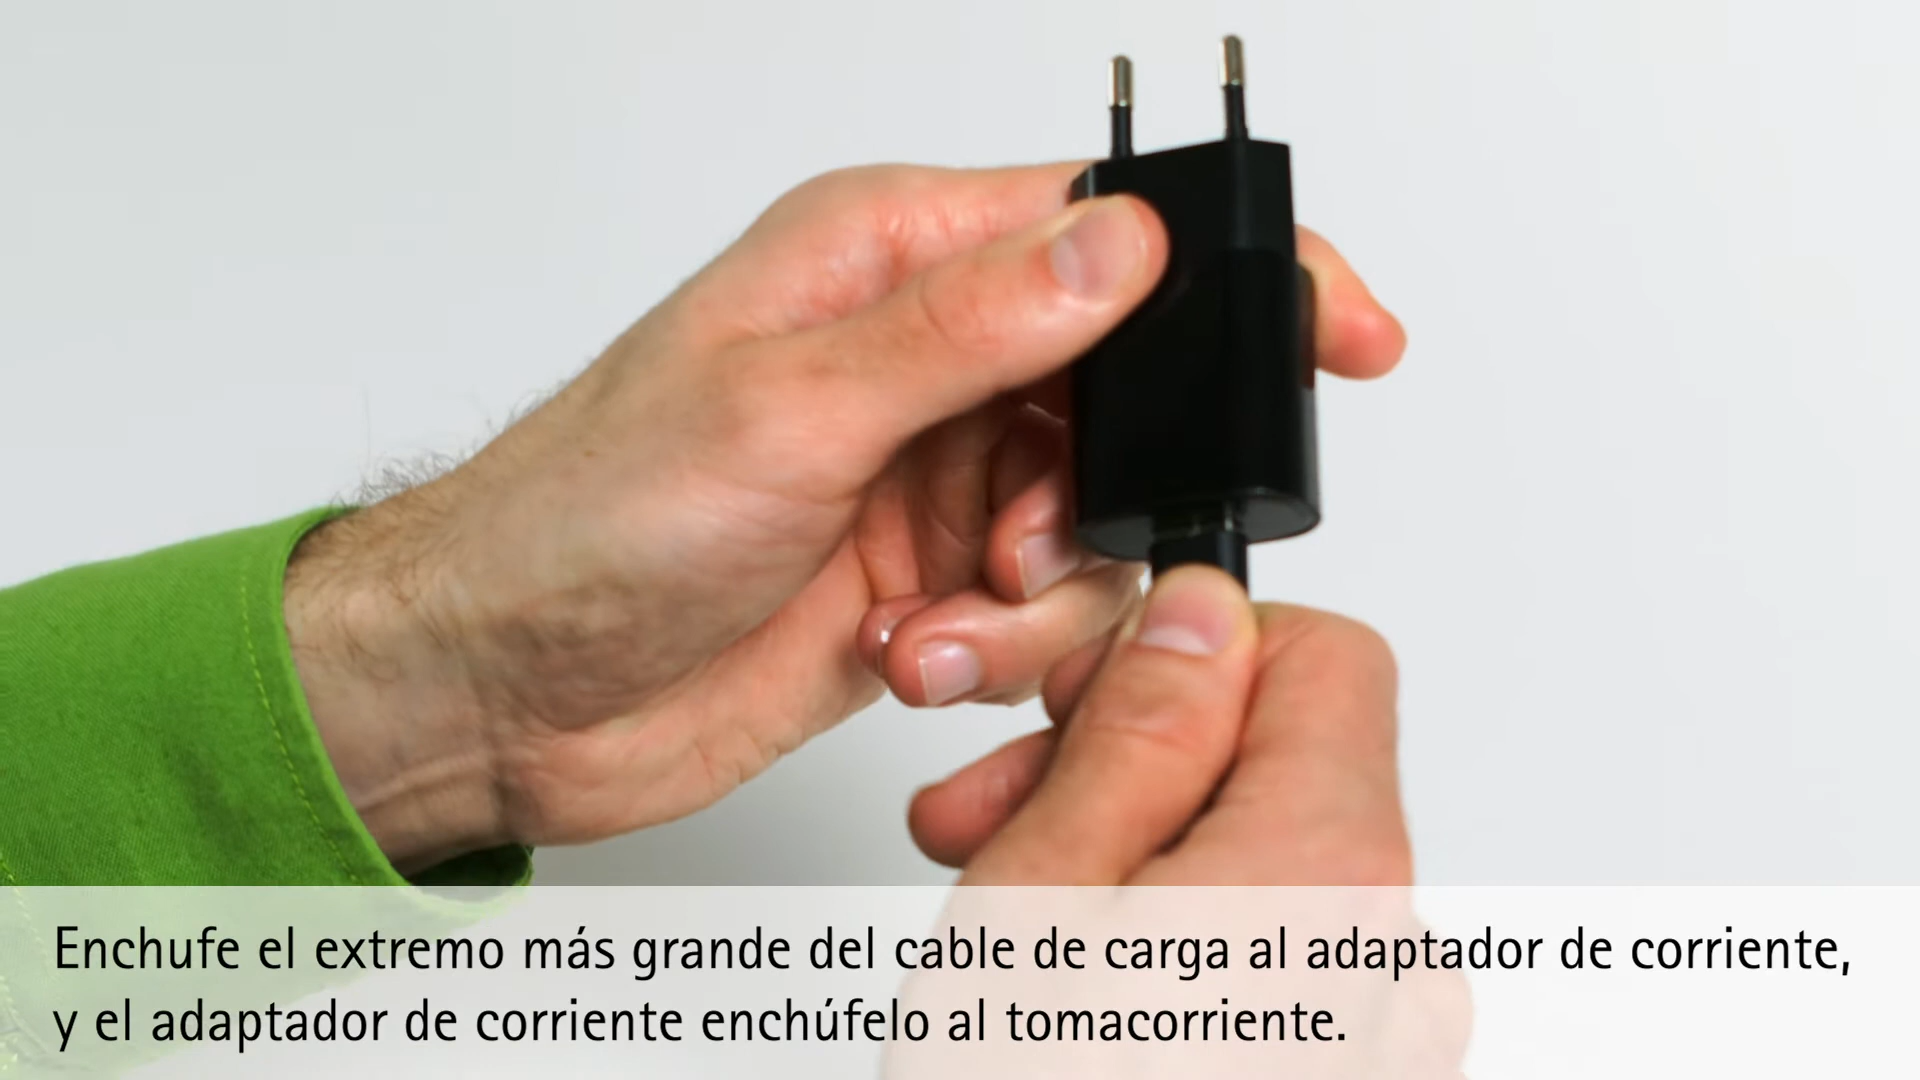 Enchufe el extremo más grande del cable de carga al adaptador de corriente,
y el adaptador de corriente enchúfelo al tomacorriente.